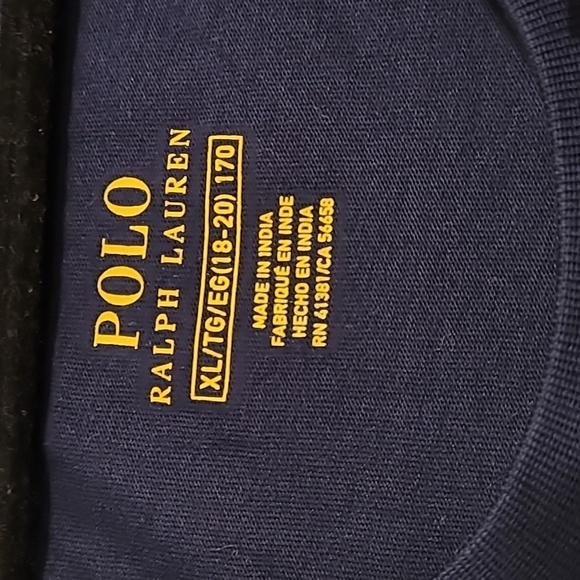 POLO
RALPH LAUREN
XL/TG/EG(18-20) 170
MADE IN INDIA
FABRIQUÉ EN INDE
HECHO EN INDIA
RN 41381/CA 56658